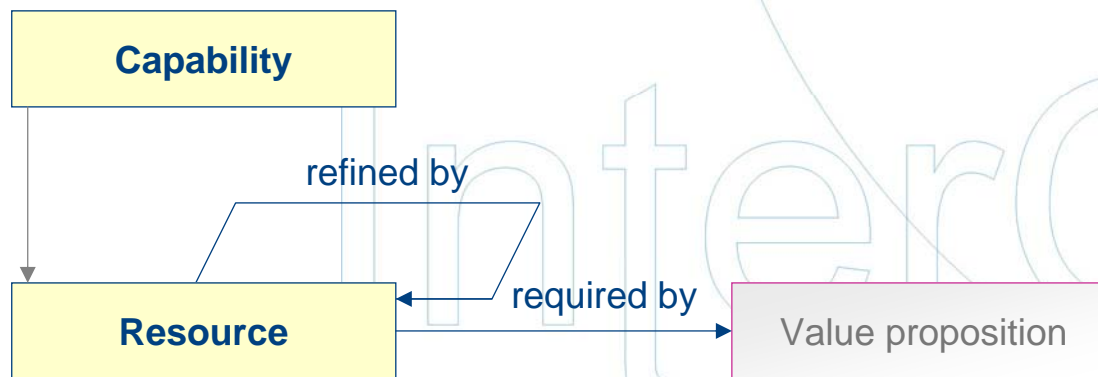 Capability
refined by
required by
Resource
Value proposition